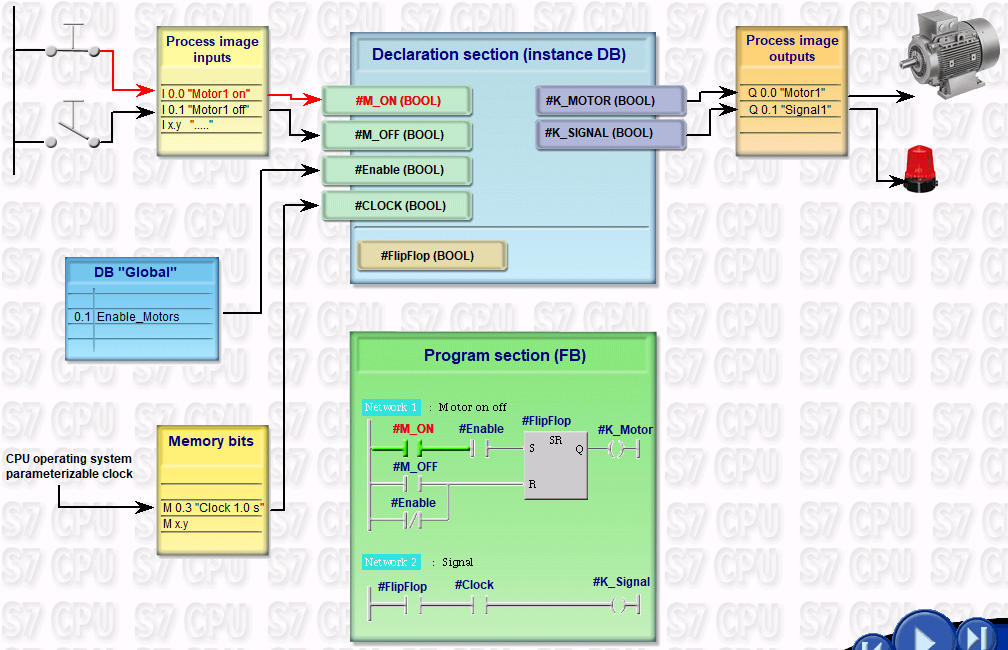 Process image
inputs
I 0.0 "Motor1 on"
I 0.1 "Motor1 off"
I x.y "....."
Declaration section (instance DB)
#M_ON (BOOL)
#M_OFF (BOOL)
#Enable (BOOL)
#CLOCK (BOOL)
#K_MOTOR (BOOL)
#K_SIGNAL (BOOL)
#FlipFlop (BOOL)
Process image
outputs
Q 0.0 "Motor1"
Q 0.1 "Signal1"
DB "Global"
0.1 Enable_Motors
Memory bits
CPU operating system
parameterizable clock
M 0.3 "Clock 1.0 s"
M x.y
Program section (FB)
Network 1 : Motor on off
#M_ON
#Enable
#FlipFlop
#K_Motor
SR
S
Q
#M_OFF
R
#Enable
Network 2 : Signal
#FlipFlop
#Clock
#K_Signal
S7 CPU